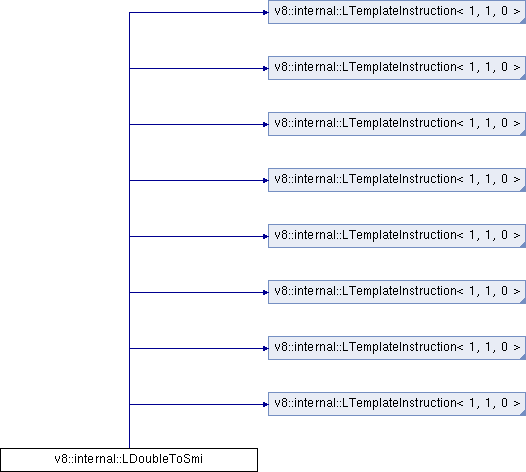 v8::internal::LTemplateInstruction< 1, 1, 0 >
v8::internal::LTemplateInstruction< 1, 1, 0 >
v8::internal::LTemplateInstruction< 1, 1, 0 >
v8::internal::LTemplateInstruction< 1, 1, 0 >
v8::internal::LTemplateInstruction< 1, 1, 0 >
v8::internal::LTemplateInstruction< 1, 1, 0 >
v8::internal::LTemplateInstruction< 1, 1, 0 >
v8::internal::LTemplateInstruction< 1, 1, 0 >
v8::internal::LDoubleToSmi